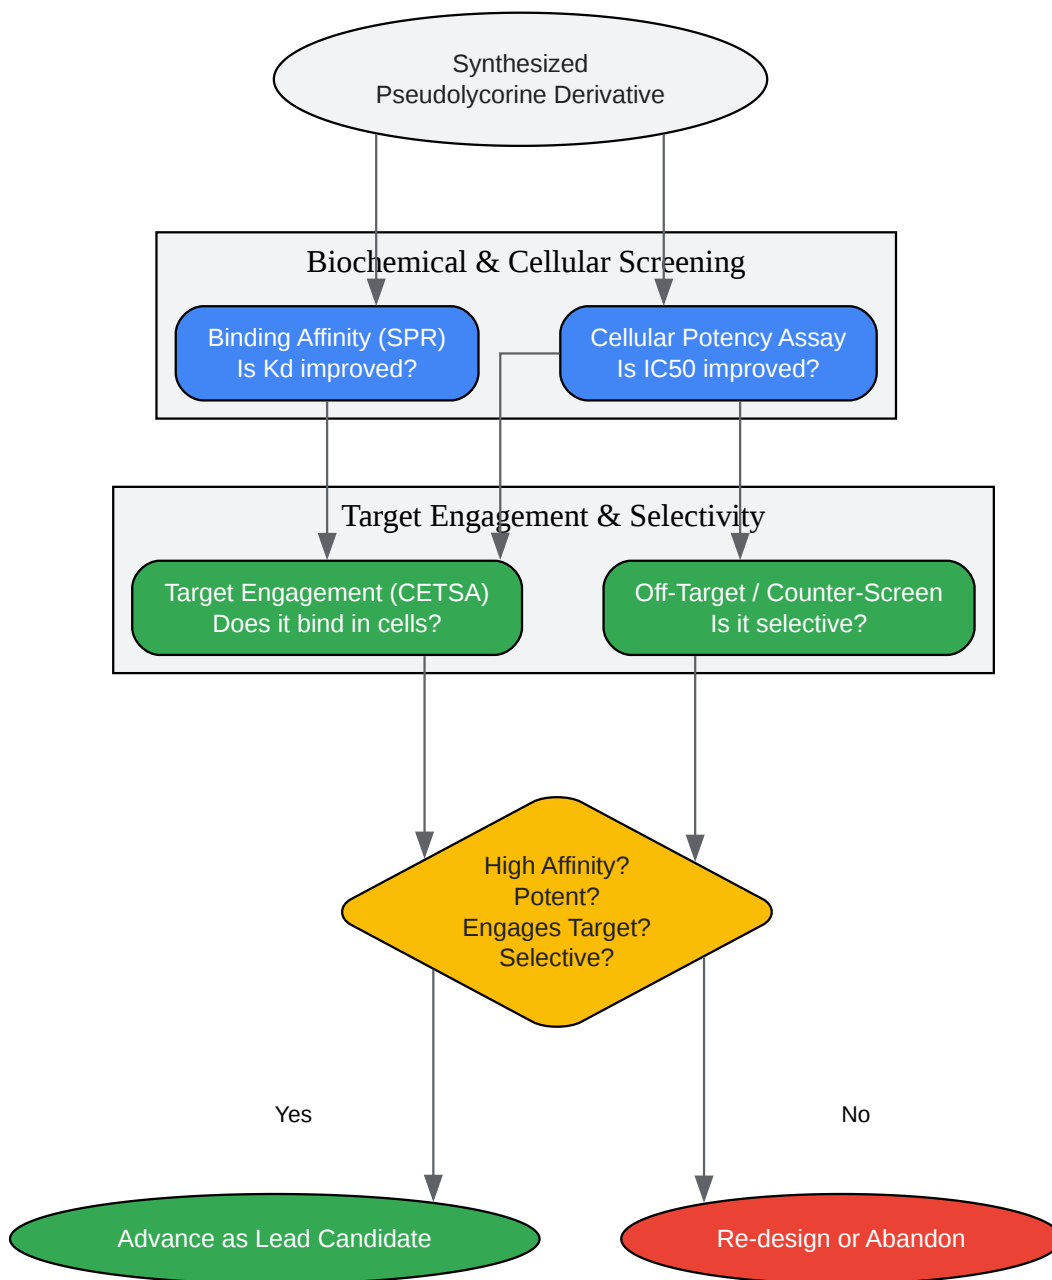 Synthesized
Pseudolycorine Derivative
Biochemical & Cellular Screening
Binding Affinity (SPR)
Is Kd improved?
Cellular Potency Assay
Is IC50 improved?
Target Engagement & Selectivity
Target Engagement (CETSA)
Does it bind in cells?
Off-Target / Counter-Screen
Is it selective?
High Affinity?
Potent?
Engages Target?
Selective?
Yes
No
Advance as Lead Candidate
Re-design or Abandon